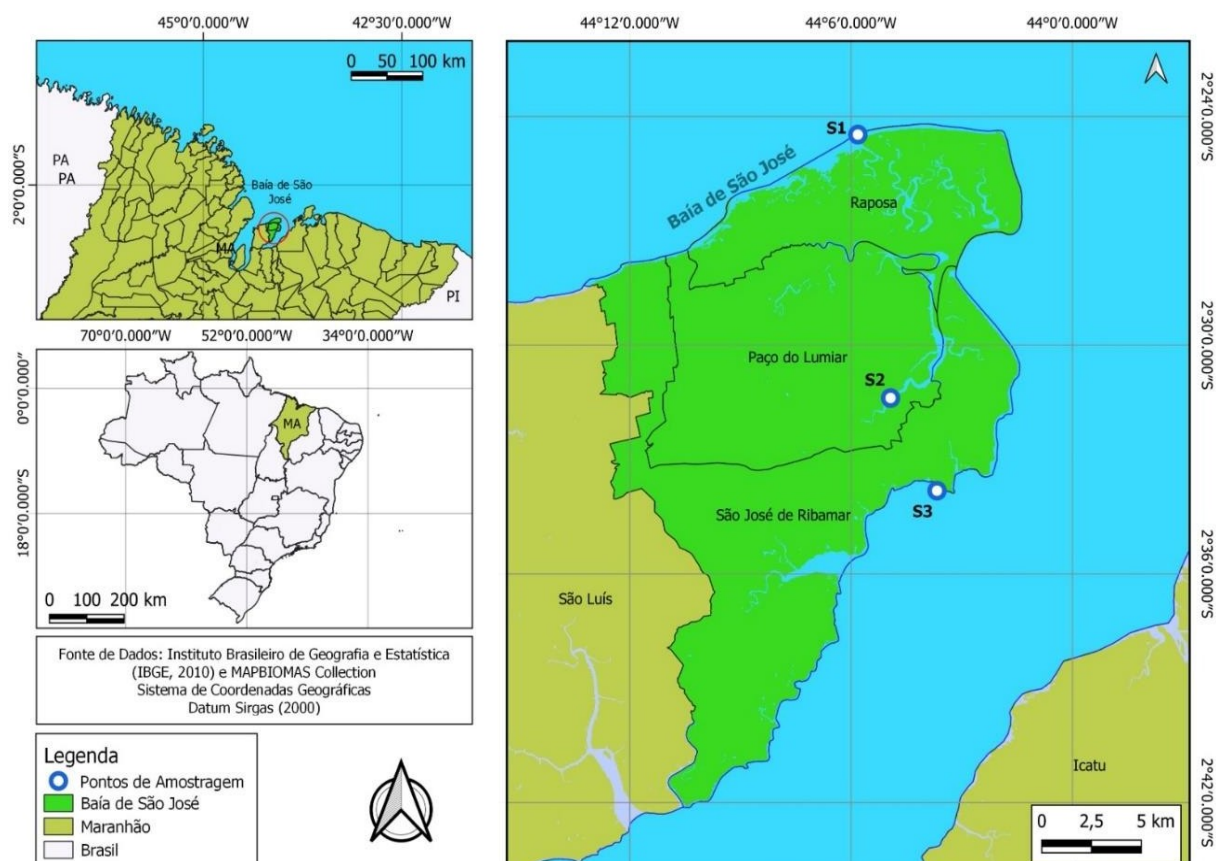 45°0'0.000"W
42°30'0.000"W
0 50 100 km
2°0'0.000"S
PA
PA
Baía de São
José
MA
PI
70°0'0.000"W
52°0'0.000"W
34°0'0.000"W
0°0'0.000"
18°0'0.000"S
MA
0 100 200 km
Fonte de Dados: Instituto Brasileiro de Geografia e Estatística
(IBGE, 2010) e MAPBIOMAS Collection
Sistema de Coordenadas Geográficas
Datum Sirgas (2000)
Legenda
Pontos de Amostragem
Baía de São José
Maranhão
Brasil
44°12'0.000"W
44°6'0.000"W
44°0'0.000"W
2°24'0.000"S
2°30'0.000"S
2°36'0.000"S
2°42'0.000"S
S1
Baía de São José
Raposa
Paço do Lumiar
S2
S3
São José de Ribamar
São Luís
Icatu
0 2,5 5 km